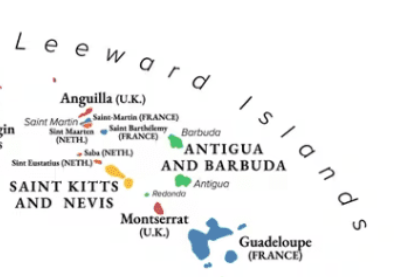 Leeward Islands
Anguilla (U.K.)
Saint Martin
Saint-Martin (FRANCE)
Sint Maarten
(NETH.)
Saint Barthelemy
(FRANCE)
Barbuda
gin
s
Saba (NETH.)
Sint Eustatius (NETH.)
ANTIGUA
AND BARBUDA
SAINT KITTS
AND NEVIS
Antigua
Redonda
Montserrat
(U.K.)
Guadeloupe
(FRANCE)